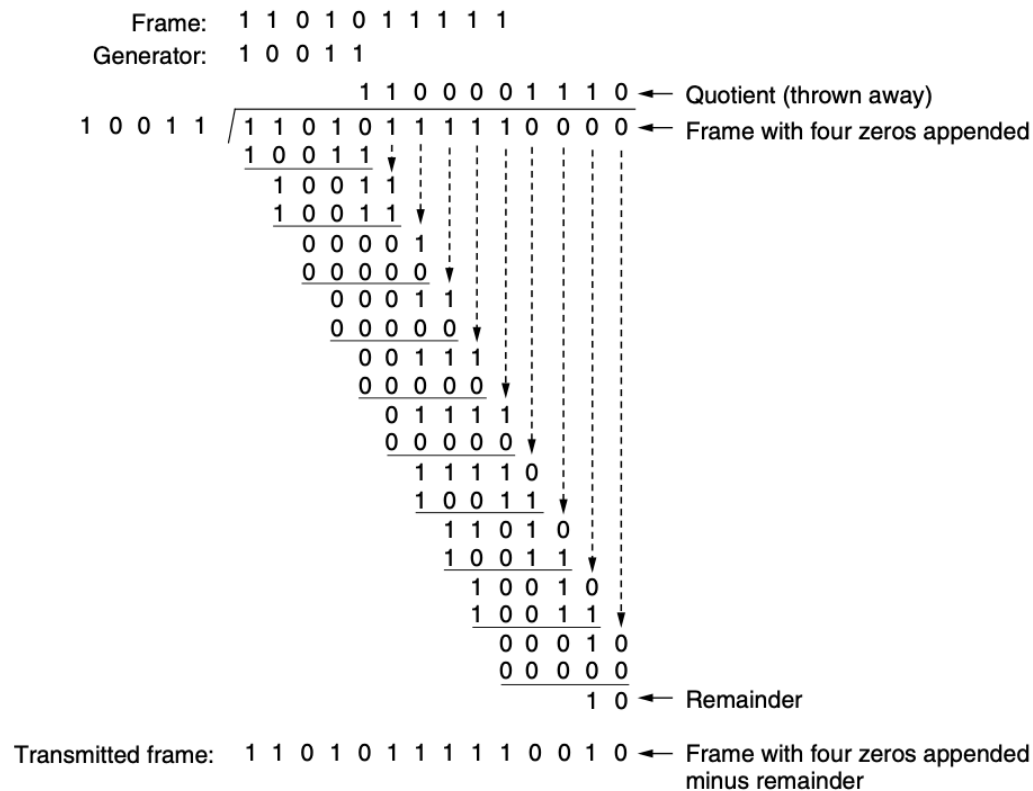 Frame: 1 1 0 1 0 1 1 1 1 1
Generator: 1 0 0 1 1
1 1 0 0 0 0 1 1 1 0 Quotient (thrown away)
1 0 0 1 1 1 1 0 1 0 1 1 1 1 1 0 0 0 0 Frame with four zeros appended
1 0 0 1 1
1 0 0 1 1
1 0 0 1 1
0 0 0 0 1
0 0 0 0 0
0 0 0 1 1
0 0 0 0 0
0 0 1 1 1
0 0 0 0 0
0 1 1 1 1
0 0 0 0 0
1 1 1 1 0
1 0 0 1 1
1 1 0 1 0
1 0 0 1 1
1 0 0 1 0
1 0 0 1 1
0 0 0 1 0
0 0 0 0 0
1 0 Remainder
Transmitted frame: 1 1 0 1 0 1 1 1 1 1 0 0 1 0 Frame with four zeros appended
minus remainder